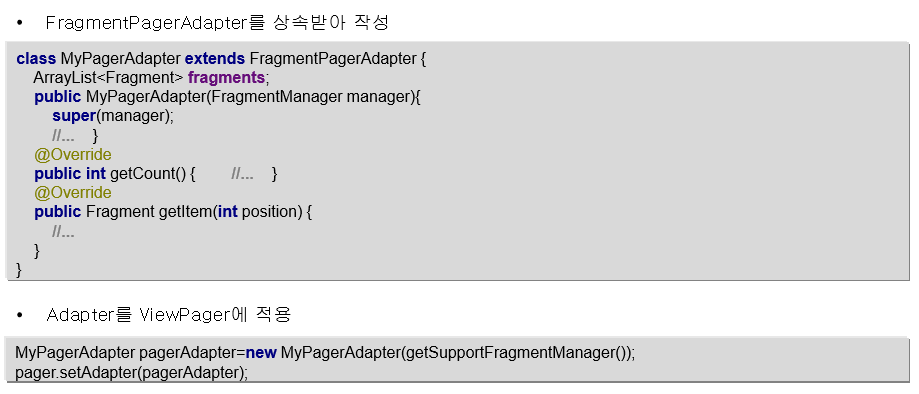 • FragmentPagerAdapter를 상속받아 작성
class MyPagerAdapter extends FragmentPagerAdapter {
    ArrayList<Fragment> fragments;
    public MyPagerAdapter(FragmentManager manager){
        super(manager);
        //...    }
    @Override
    public int getCount() {        //...    }
    @Override
    public Fragment getItem(int position) {
        //...
    }
}
• Adapter를 ViewPager에 적용
MyPagerAdapter pagerAdapter=new MyPagerAdapter(getSupportFragmentManager());
pager.setAdapter(pagerAdapter);